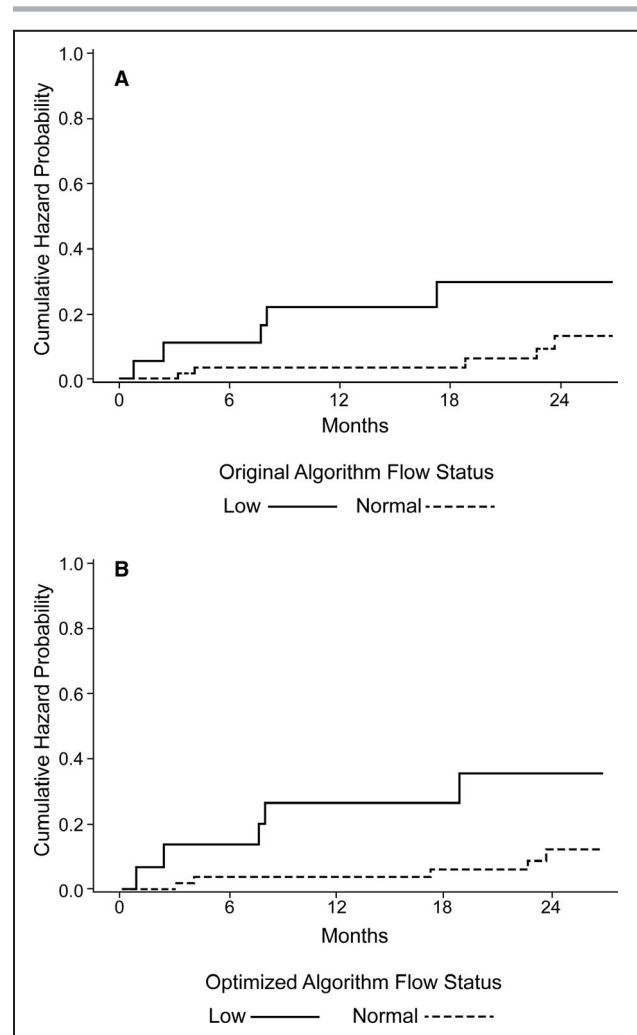 A
1.0
0.8
0.6
0.4
0.2
0.0
Cumulative Hazard Probability
0 6 12 18 24
Months
Original Algorithm Flow Status
Low Normal
B
1.0
0.8
0.6
0.4
0.2
0.0
Cumulative Hazard Probability
0 6 12 18 24
Months
Optimized Algorithm Flow Status
Low Normal